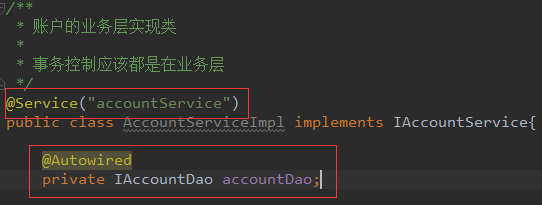 /**
* 账户的业务层实现类
*
* 事务控制应该都是在业务层
*/
@Service("accountService")
public class AccountServiceImpl implements IAccountService{
@Autowired
private IAccountDao accountDao;